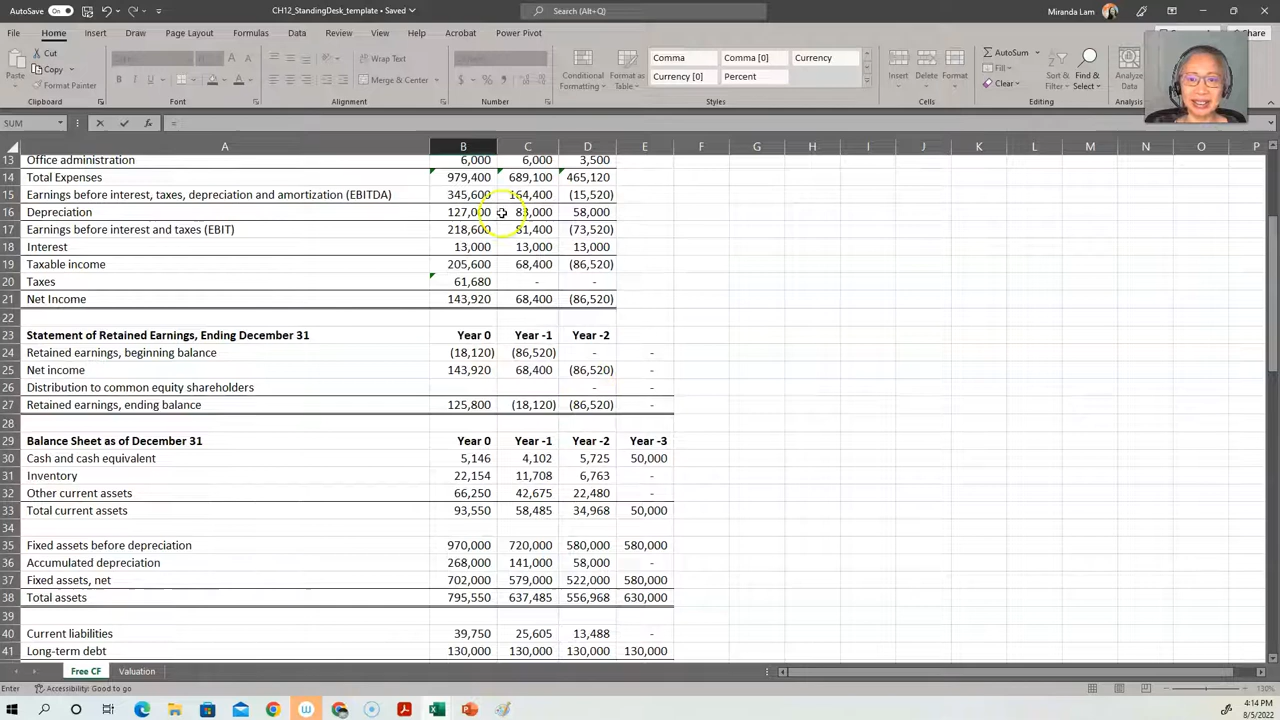 AutoSave On CH12_StandingDesk_template • Saved Search (Alt+Q) Miranda Lam
File Home Insert Draw Page Layout Formulas Data Review View Help Acrobat Power Pivot Share
Paste Cut Copy Format Painter
Wrap Text Merge & Center
Conditional Formatting Format as Table
Comma Comma [0] Currency
Currency [0] Percent
Insert Delete Format
AutoSum Fill Clear
Sort & Find & Select
Analyze Data
Clipboard Font Alignment Number Styles Cells Editing Analysis
SUM =
A B C D E F G H I J K L M N O P
13 Office administration 6,000 6,000 3,500
14 Total Expenses 979,400 689,100 465,120
15 Earnings before interest, taxes, depreciation and amortization (EBITDA) 345,600 164,400 (15,520)
16 Depreciation 127,000 83,000 58,000
17 Earnings before interest and taxes (EBIT) 218,600 81,400 (73,520)
18 Interest 13,000 13,000 13,000
19 Taxable income 205,600 68,400 (86,520)
20 Taxes 61,680 - -
21 Net Income 143,920 68,400 (86,520)
22
23 Statement of Retained Earnings, Ending December 31 Year 0 Year -1 Year -2
24 Retained earnings, beginning balance (18,120) (86,520) - -
25 Net income 143,920 68,400 (86,520) -
26 Distribution to common equity shareholders - -
27 Retained earnings, ending balance 125,800 (18,120) (86,520) -
28
29 Balance Sheet as of December 31 Year 0 Year -1 Year -2 Year -3
30 Cash and cash equivalent 5,146 4,102 5,725 50,000
31 Inventory 22,154 11,708 6,763 -
32 Other current assets 66,250 42,675 22,480 -
33 Total current assets 93,550 58,485 34,968 50,000
34
35 Fixed assets before depreciation 970,000 720,000 580,000 580,000
36 Accumulated depreciation 268,000 141,000 58,000 -
37 Fixed assets, net 702,000 579,000 522,000 580,000
38 Total assets 795,550 637,485 556,968 630,000
39
40 Current liabilities 39,750 25,605 13,488 -
41 Long-term debt 130,000 130,000 130,000 130,000
Free CF Valuation
Enter Accessibility: Good to go 130%
4:14 PM
8/5/2022